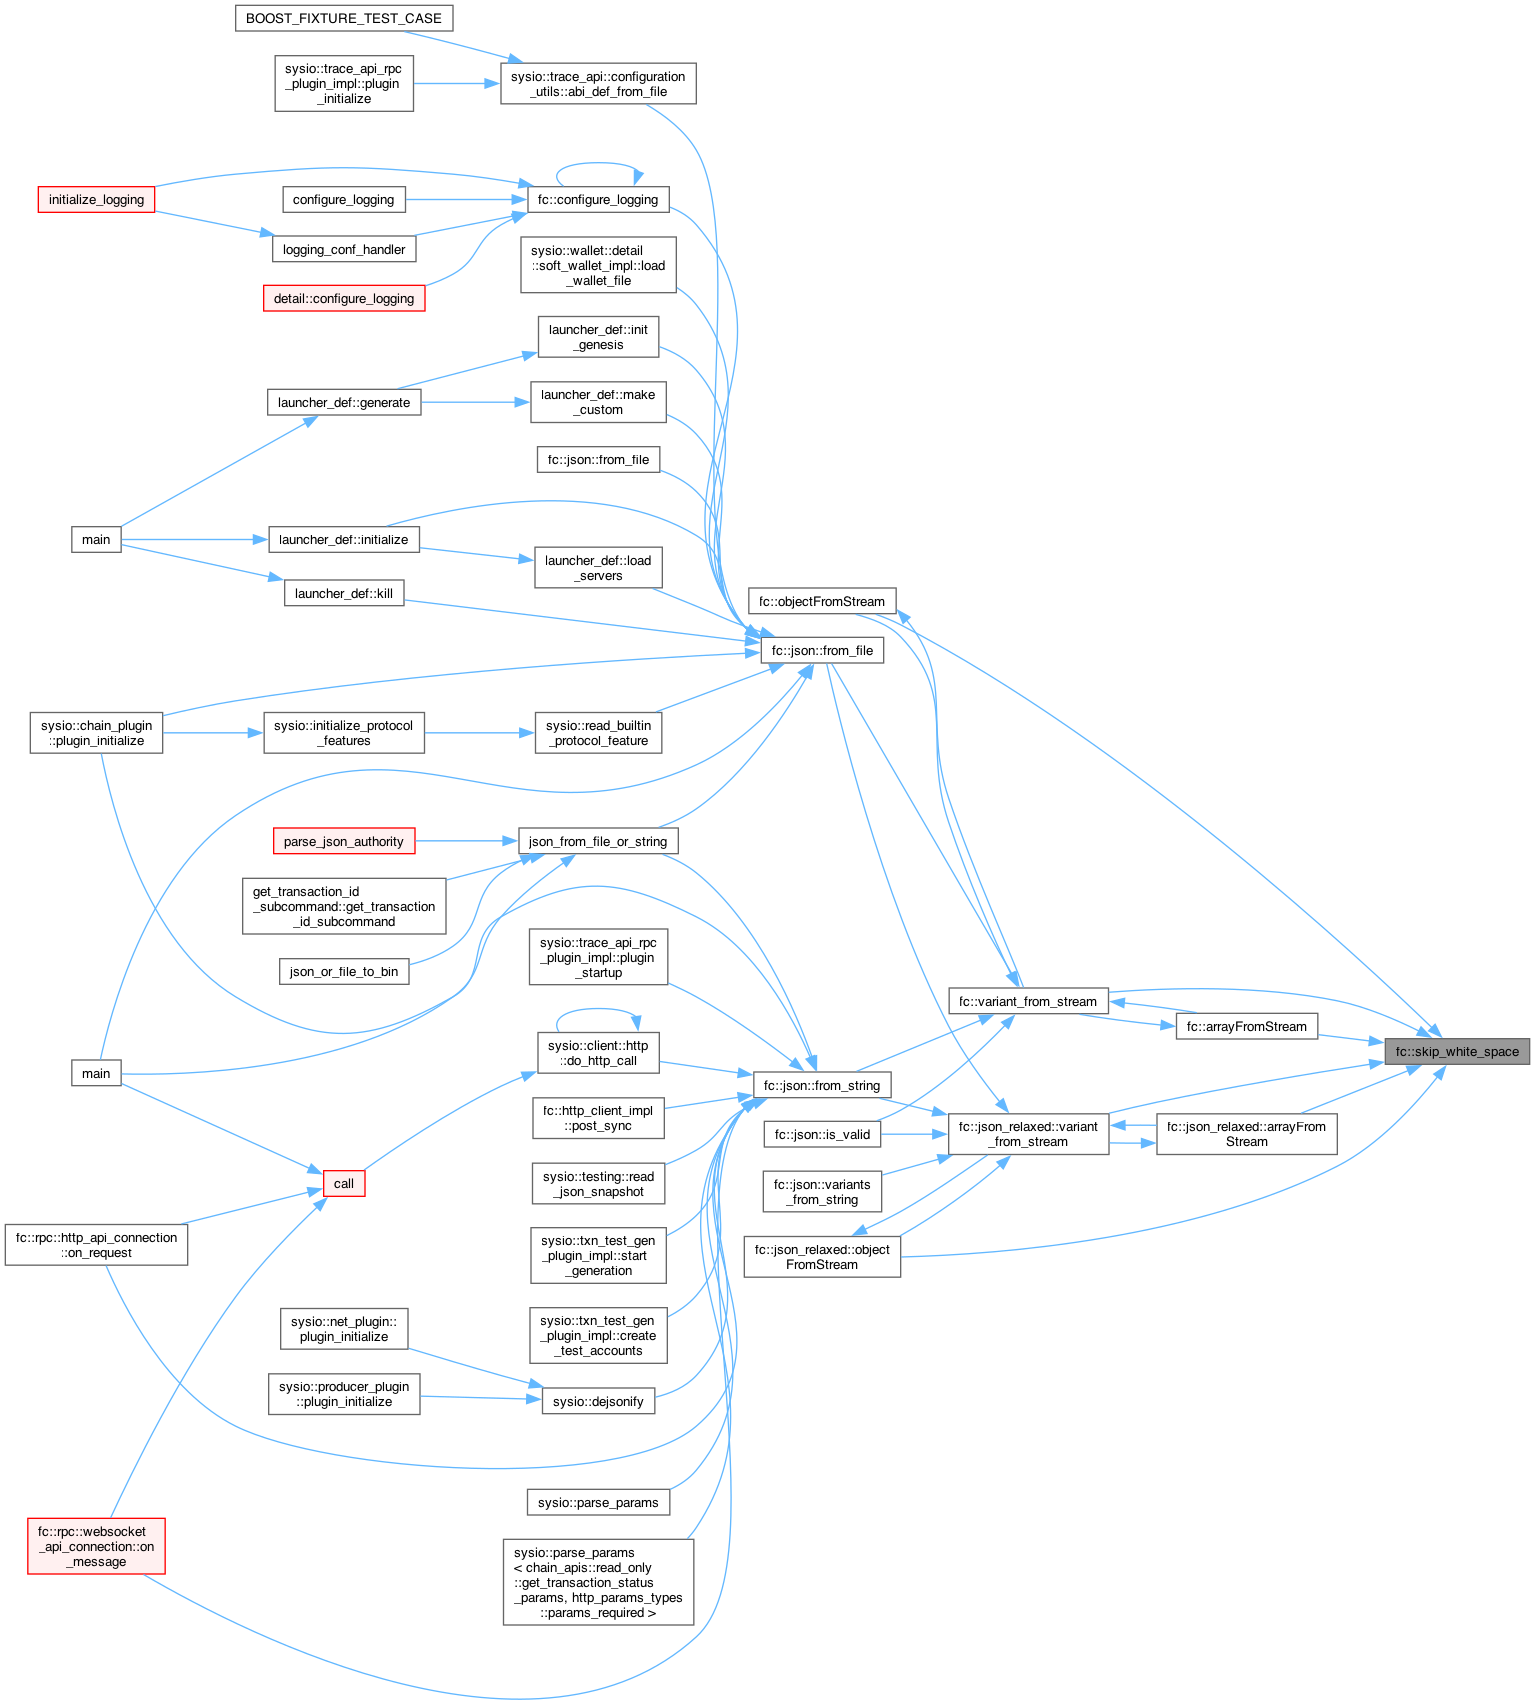 BOOST_FIXTURE_TEST_CASE
sysio::trace_api_rpc
_plugin_impl::plugin
_initialize
sysio::trace_api::configuration
_utils::abi_def_from_file
initialize_logging
configure_logging
fc::configure_logging
logging_conf_handler
sysio::wallet::detail
::soft_wallet_impl::load
_wallet_file
detail::configure_logging
launcher_def::init
_genesis
launcher_def::generate
launcher_def::make
_custom
fc::json::from_file
main
launcher_def::initialize
launcher_def::load
_servers
launcher_def::kill
fc::objectFromStream
fc::json::from_file
sysio::chain_plugin
::plugin_initialize
sysio::initialize_protocol
_features
sysio::read_builtin
_protocol_feature
parse_json_authority
json_from_file_or_string
get_transaction_id
_subcommand::get_transaction
_id_subcommand
sysio::trace_api_rpc
_plugin_impl::plugin
_startup
json_or_file_to_bin
fc::variant_from_stream
fc::arrayFromStream
fc::skip_white_space
main
sysio::client::http
::do_http_call
fc::json::from_string
fc::http_client_impl
::post_sync
fc::json::is_valid
fc::json_relaxed::variant
_from_stream
fc::json_relaxed::arrayFrom
Stream
call
sysio::testing::read
_json_snapshot
fc::json::variants
_from_string
fc::rpc::http_api_connection
::on_request
sysio::txn_test_gen
_plugin_impl::start
_generation
fc::json_relaxed::object
FromStream
sysio::net_plugin::
plugin_initialize
sysio::txn_test_gen
_plugin_impl::create
_test_accounts
sysio::producer_plugin
::plugin_initialize
sysio::dejsonify
sysio::parse_params
fc::rpc::websocket
_api_connection::on
_message
sysio::parse_params
< chain_apis::read_only
::get_transaction_status
_params, http_params_types
::params_required >